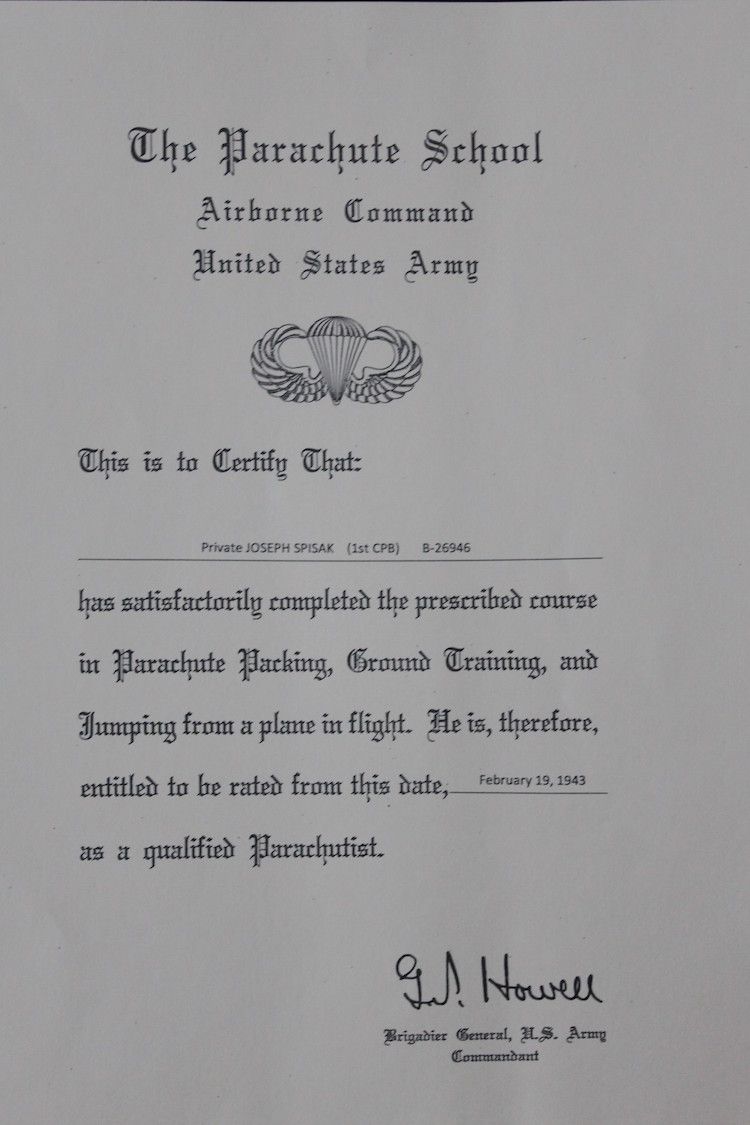 The Parachute School
Airborne Command
United States Army
This is to Certify That:
Private JOSEPH SPISAK (1st CPB) B-26946
has satisfactorily completed the prescribed course
in Parachute Packing, Ground Training, and
Jumping from a plane in flight. He is, therefore,
entitled to be rated from this date, February 19, 1943
as a qualified Parachutist.
G.P. Howell
Brigadier General, U.S. Army
Commandant